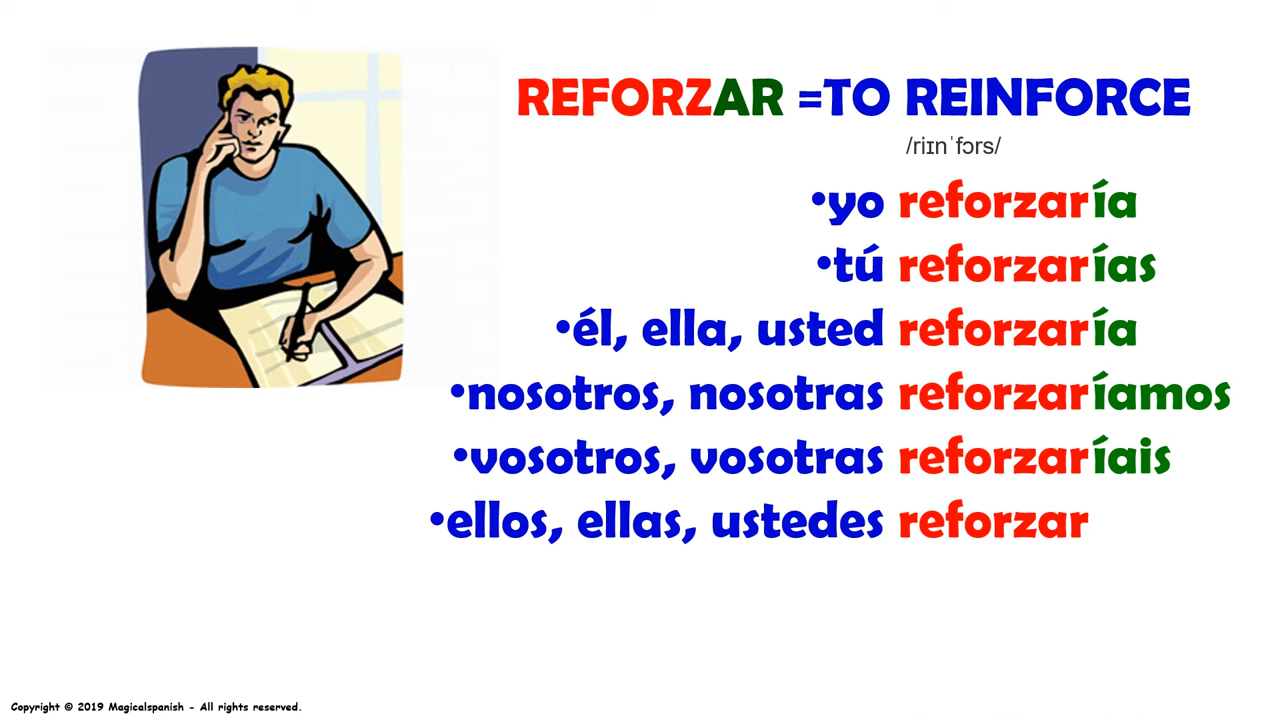 REFORZAR =TO REINFORCE
/riɪnˈfɔrs/
•yo reforzaría
•tú reforzarías
•él, ella, usted reforzaría
•nosotros, nosotras reforzaríamos
•vosotros, vosotras reforzaríais
•ellos, ellas, ustedes reforzar
Copyright © 2019 Magicalspanish - All rights reserved.